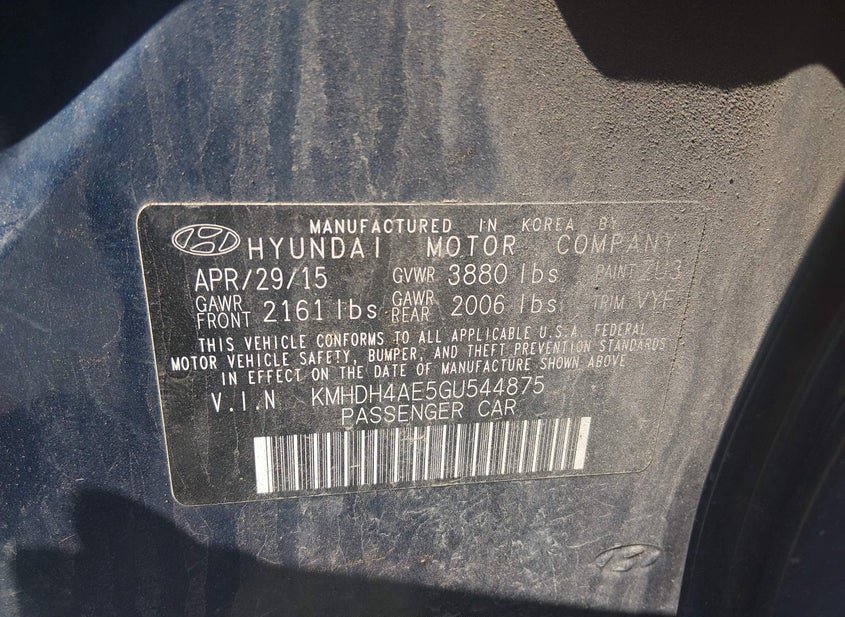 MANUFACTURED IN KOREA BY
HYUNDAI MOTOR COMPANY
APR/29/15 GVWR 3880 lbs PAINT ZU3
GAWR FRONT 2161 lbs GAWR REAR 2006 lbs TRIM VYF
THIS VEHICLE CONFORMS TO ALL APPLICABLE U.S.A. FEDERAL
MOTOR VEHICLE SAFETY, BUMPER, AND THEFT PREVENTION STANDARDS
IN EFFECT ON THE DATE OF MANUFACTURE SHOWN ABOVE
V.I.N KMHDH4AE5GU544875
PASSENGER CAR